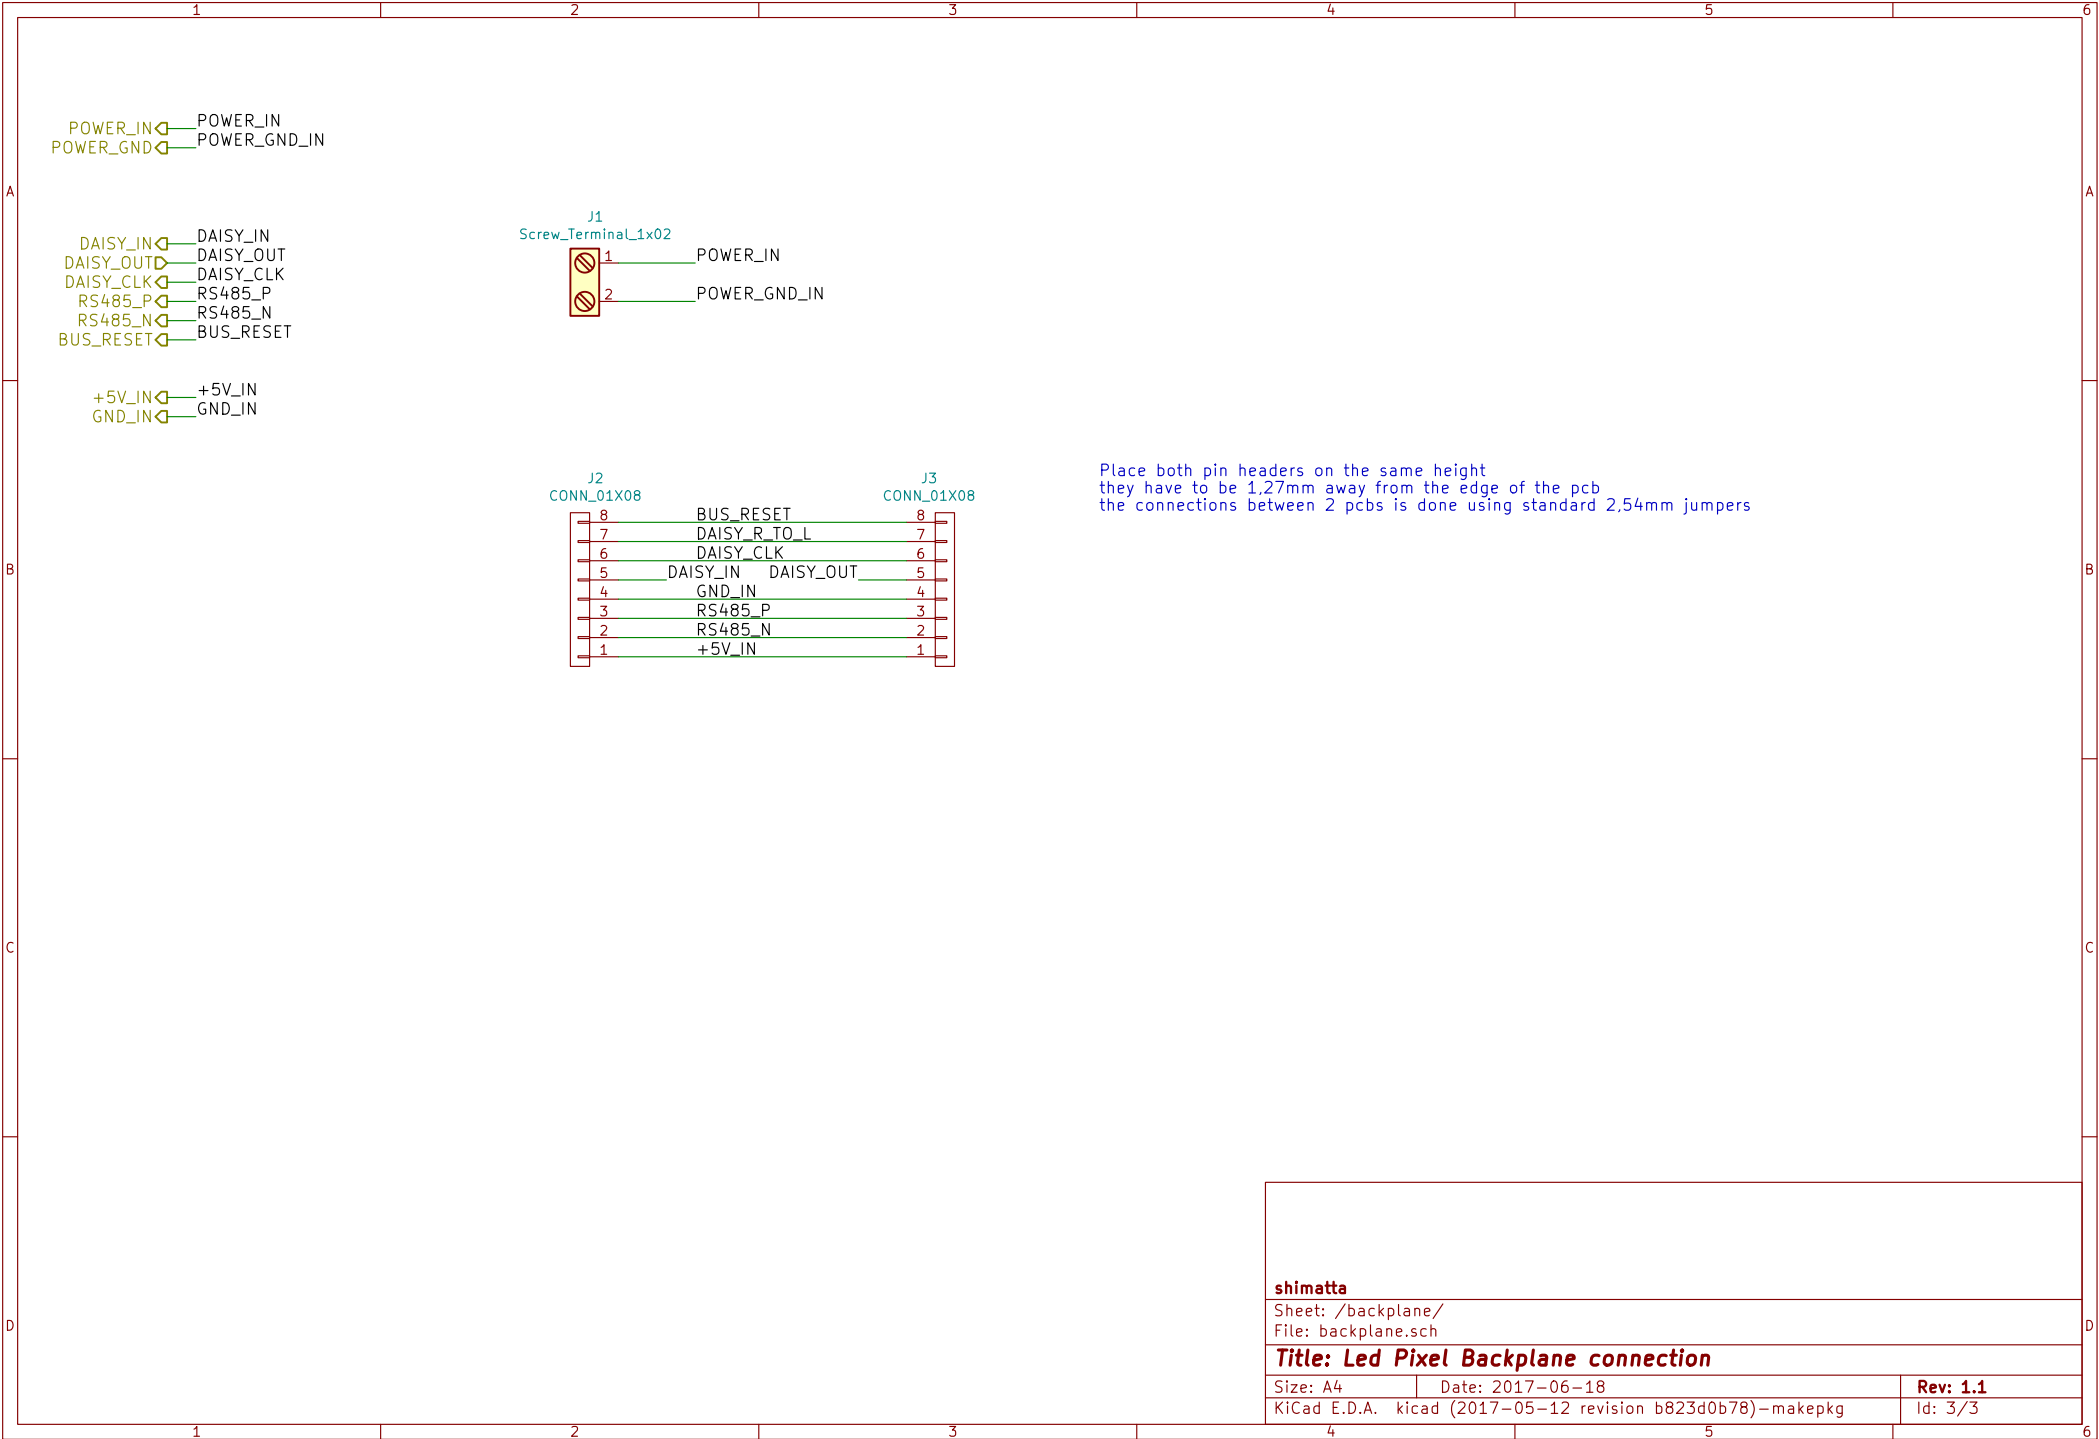 1 2 3 4 5 6
POWER_IN POWER_IN
POWER_GND POWER_GND_IN
A A
J1
Screw_Terminal_1x02
DAISY_IN DAISY_IN
DAISY_OUT DAISY_OUT
DAISY_CLK DAISY_CLK
RS485_P RS485_P
RS485_N RS485_N
BUS_RESET BUS_RESET
1 POWER_IN
2 POWER_GND_IN
+5V_IN +5V_IN
GND_IN GND_IN
J2 J3
CONN_01X08 CONN_01X08
8 BUS_RESET 8
7 DAISY_R_TO_L 7
6 DAISY_CLK 6
5 DAISY_IN DAISY_OUT 5
4 GND_IN 4
3 RS485_P 3
2 RS485_N 2
1 +5V_IN 1
Place both pin headers on the same height
they have to be 1,27mm away from the edge of the pcb
the connections between 2 pcbs is done using standard 2,54mm jumpers
B B
C C
D D
shimatta
Sheet: /backplane/
File: backplane.sch
Title: Led Pixel Backplane connection
Size: A4 Date: 2017-06-18 Rev: 1.1
KiCad E.D.A. kicad (2017-05-12 revision b823d0b78)-makepkg Id: 3/3
1 2 3 4 5 6